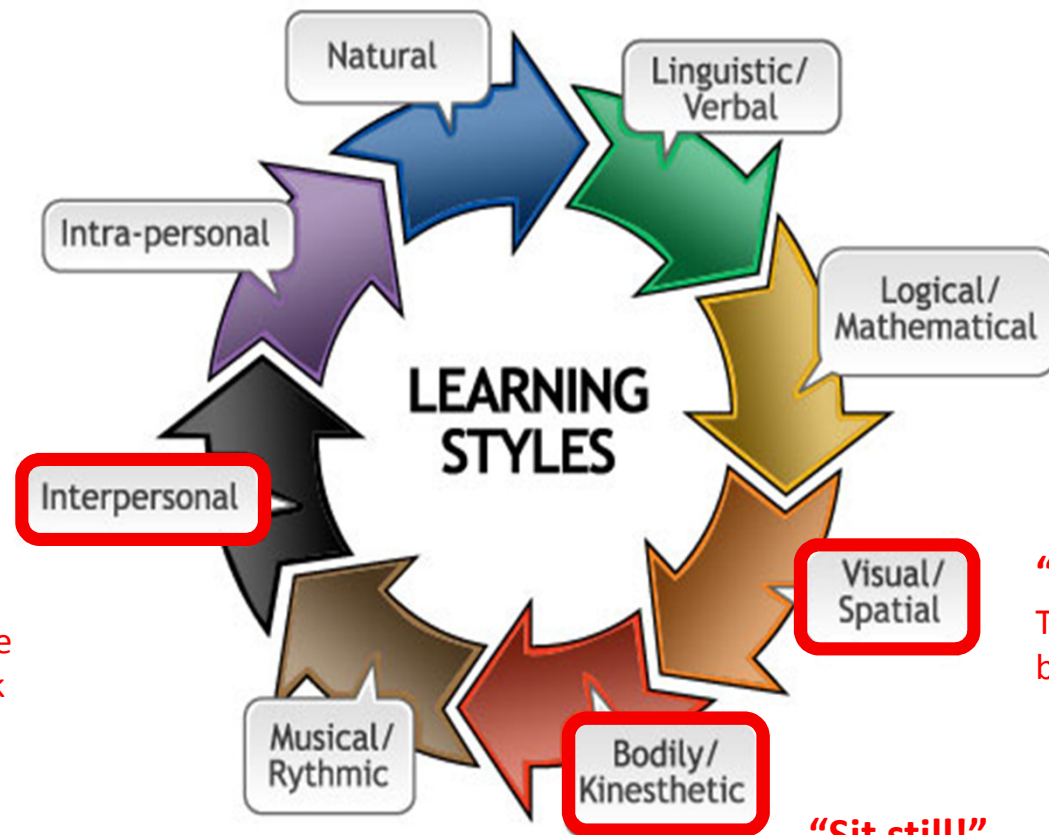 Natural
Linguistic/
Verbal
Intra-personal
Logical/
Mathematical
LEARNING
STYLES
Interpersonal
Visual/
Spatial
Musical/
Rythmic
Bodily/
Kinesthetic
“Sit still!”